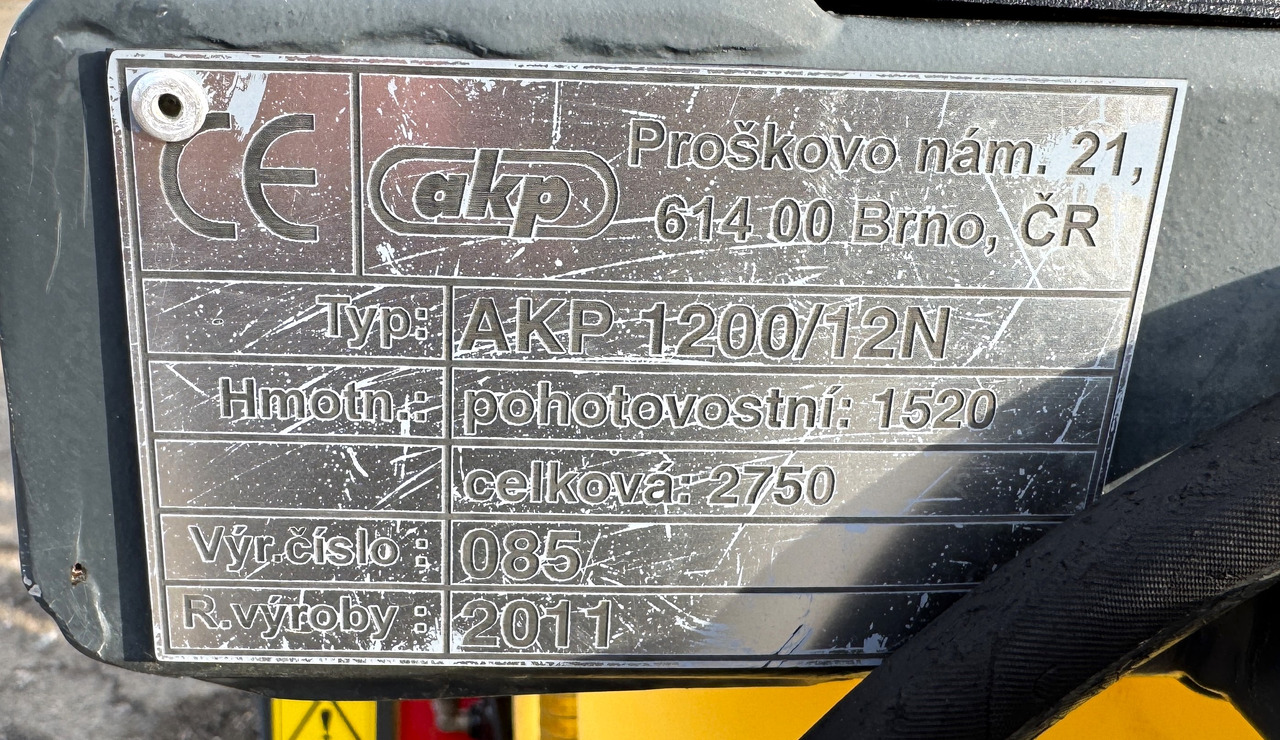 CE
akp
Proškovo nám. 21,
614 00 Brno, ČR
Typ: AKP 1200/12N
Hmotn.: pohotovostní: 1520
celková: 2750
Výr.číslo : 085
R.výroby : 2011